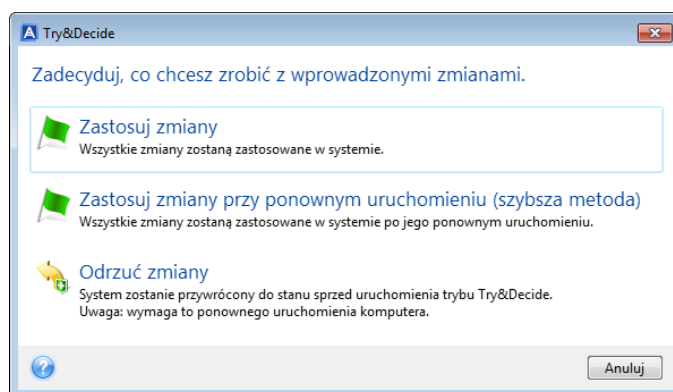 Try&Decide
Zadecyduj, co chcesz zrobić z wprowadzonymi zmianami.
Zastosuj zmiany
Wszystkie zmiany zostaną zastosowane w systemie.
Zastosuj zmiany przy ponownym uruchomieniu (szybsza metoda)
Wszystkie zmiany zostaną zastosowane w systemie po jego ponownym uruchomieniu.
Odrzuć zmiany
System zostanie przywrócony do stanu sprzed uruchomienia trybu Try&Decide.
Uwaga: wymaga to ponownego uruchomienia komputera.
Anuluj